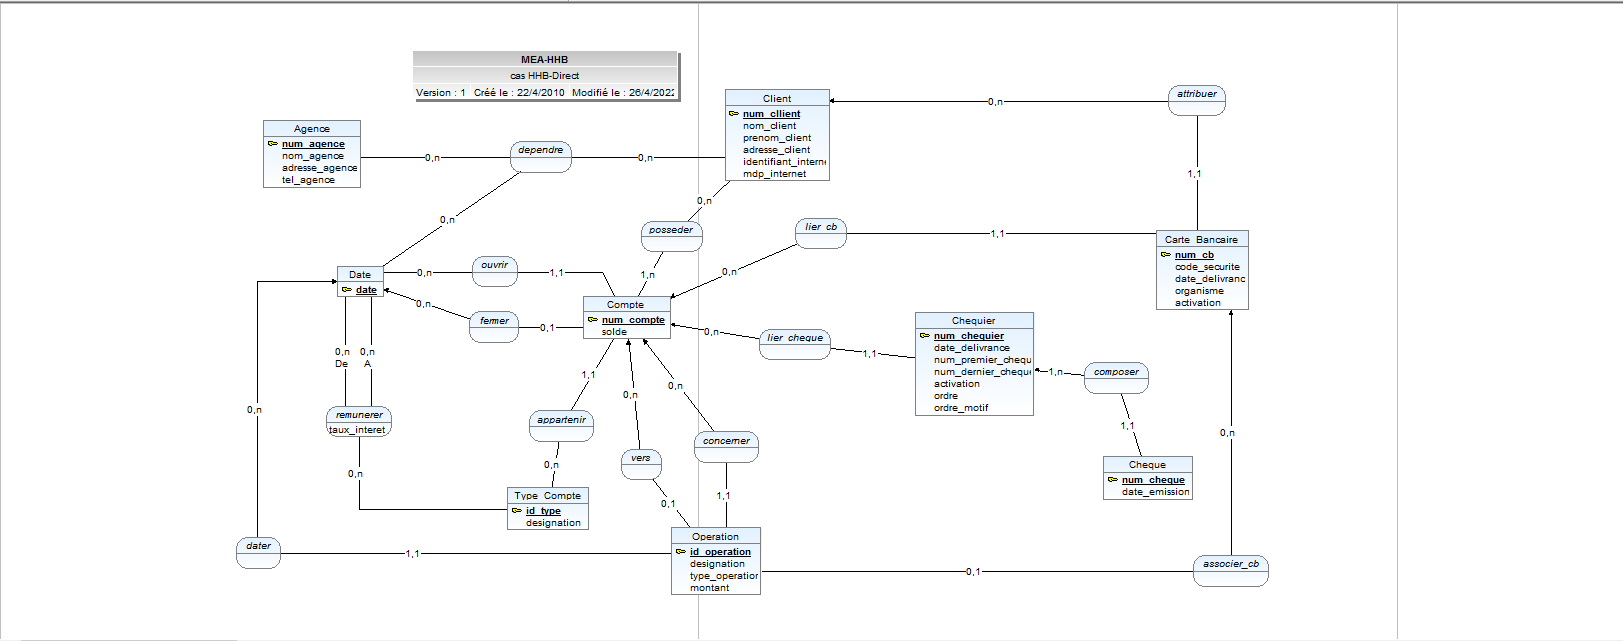 MEA-HHB
cas HHB-Direct
Version : 1 Créé le : 22/4/2010 Modifié le : 26/4/2022
Client
num_cllient
nom_client
prenom_client
adresse_client
identifiant_interne
mdp_internet
attribuer
0,n
1,1
Agence
num_agence
nom_agence
adresse_agence
tel_agence
0,n
dependre
0,n
0,n
0,n
posseder
1,n
lier cb
1,1
0,n
Carte Bancaire
num_cb
code_securite
date_delivranc
organisme
activation
Date
date
0,n
ouvrir
1,1
0,n
fermer
0,1
Compte
num_compte
solde
0,n
lier cheque
1,1
Chequier
num_chequier
date_delivrance
num_premier_chequ
num_dernier_cheque
activation
ordre
ordre_motif
1,n
composer
1,1
Cheque
num_cheque
date_emission
0,n
De
0,n
A
remunerer
taux_interet
0,n
0,n
1,1
appartenir
0,n
Type Compte
id_type
designation
0,n
vers
0,1
0,n
concerner
1,1
Operation
id_operation
designation
type_operation
montant
dater
1,1
0,1
associer_cb
0,n